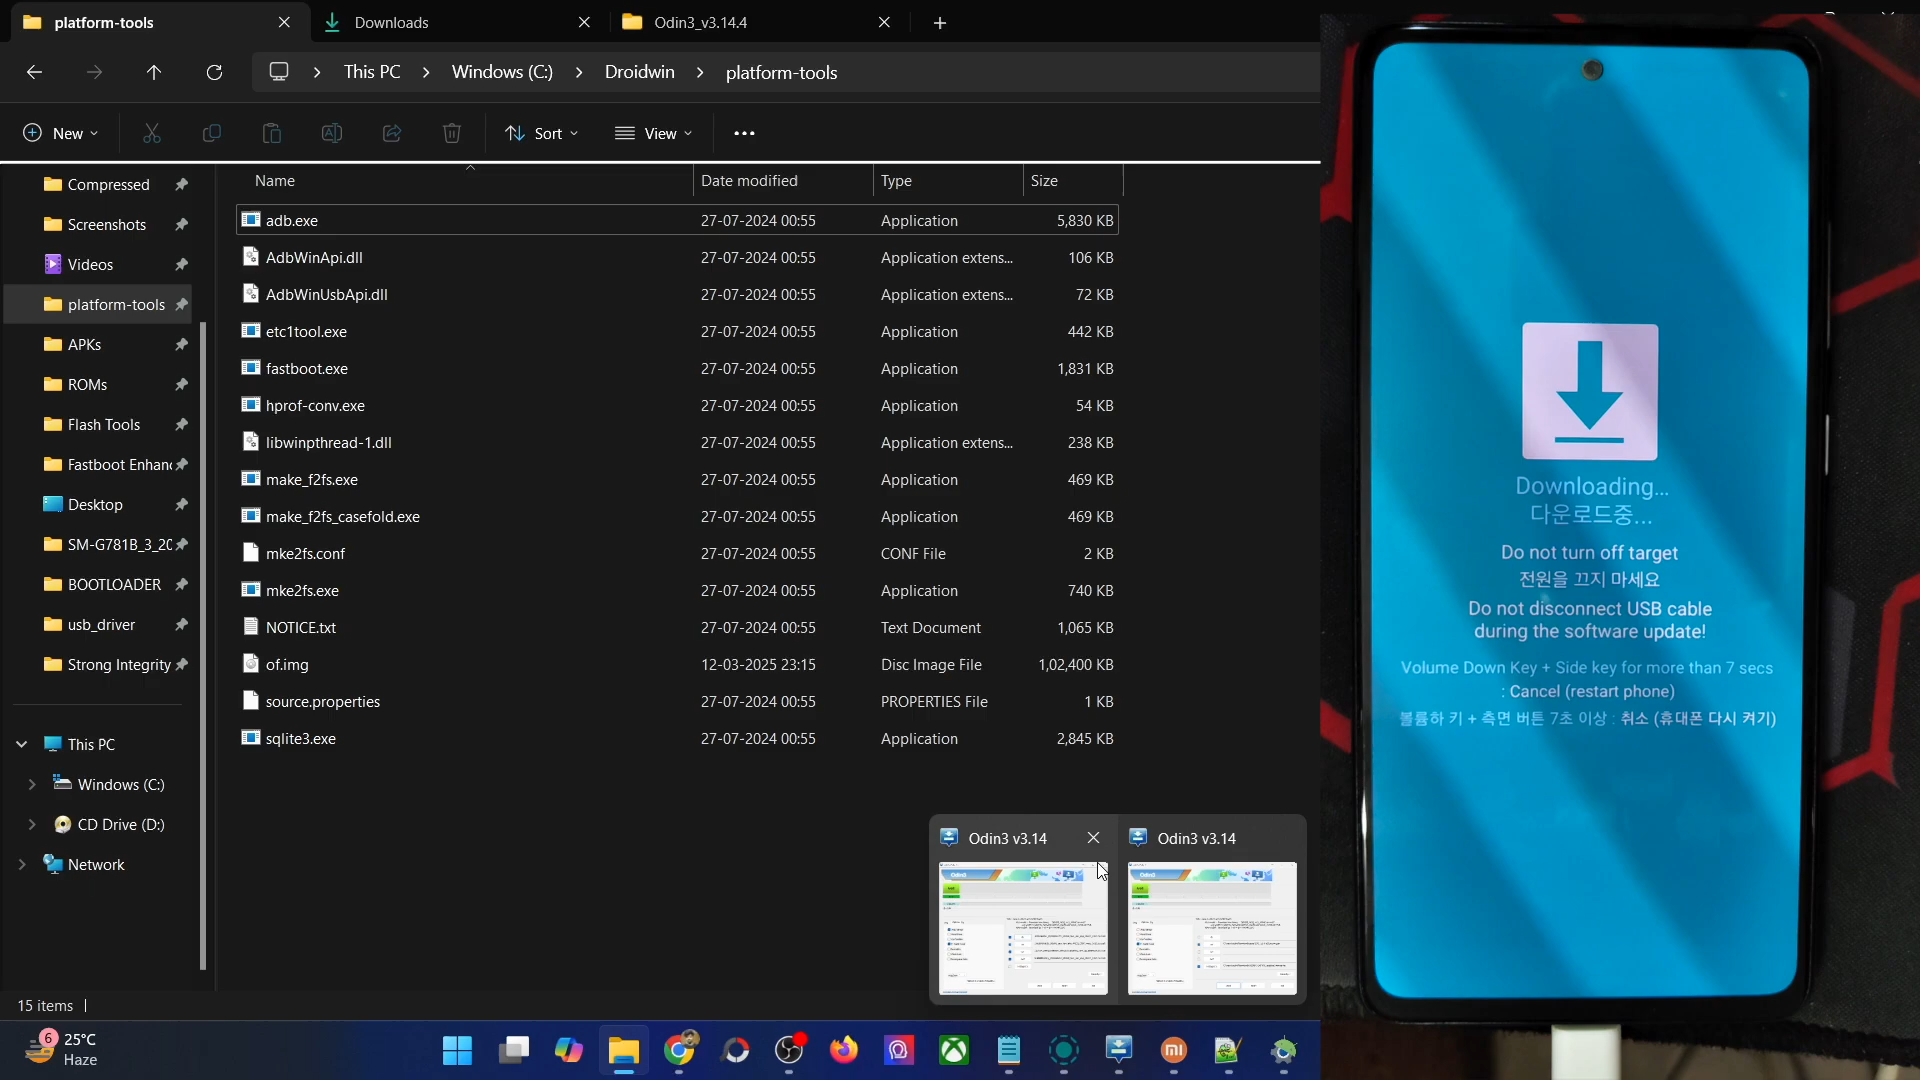 platform-tools
Downloads
Odin3_v3.14.4
This PC
Windows (C:)
Droidwin
platform-tools
New
Sort
View
Compressed
Screenshots
Videos
platform-tools
APKs
ROMs
Flash Tools
Fastboot Enhanc
Desktop
SM-G781B_3_20
BOOTLOADER
usb_driver
Strong Integrity
This PC
Windows (C:)
CD Drive (D:)
Network
Name Date modified Type Size
adb.exe 27-07-2024 00:55 Application 5,830 KB
AdbWinApi.dll 27-07-2024 00:55 Application extens... 106 KB
AdbWinUsbApi.dll 27-07-2024 00:55 Application extens... 72 KB
etc1tool.exe 27-07-2024 00:55 Application 442 KB
fastboot.exe 27-07-2024 00:55 Application 1,831 KB
hprof-conv.exe 27-07-2024 00:55 Application 54 KB
libwinpthread-1.dll 27-07-2024 00:55 Application extens... 238 KB
make_f2fs.exe 27-07-2024 00:55 Application 469 KB
make_f2fs_casefold.exe 27-07-2024 00:55 Application 469 KB
mke2fs.conf 27-07-2024 00:55 CONF File 2 KB
mke2fs.exe 27-07-2024 00:55 Application 740 KB
NOTICE.txt 27-07-2024 00:55 Text Document 1,065 KB
of.img 12-03-2025 23:15 Disc Image File 1,02,400 KB
source.properties 27-07-2024 00:55 PROPERTIES File 1 KB
sqlite3.exe 27-07-2024 00:55 Application 2,845 KB
Odin3 v3.14
Odin3 v3.14
15 items
6
25°C
Haze
Downloading...
다운로드중...
Do not turn off target
전원을 끄지 마세요
Do not disconnect USB cable
during the software update!
Volume Down Key + Side key for more than 7 secs
: Cancel (restart phone)
볼륨하 키 + 측면 버튼 7초 이상 : 취소 (휴대폰 다시 켜기)